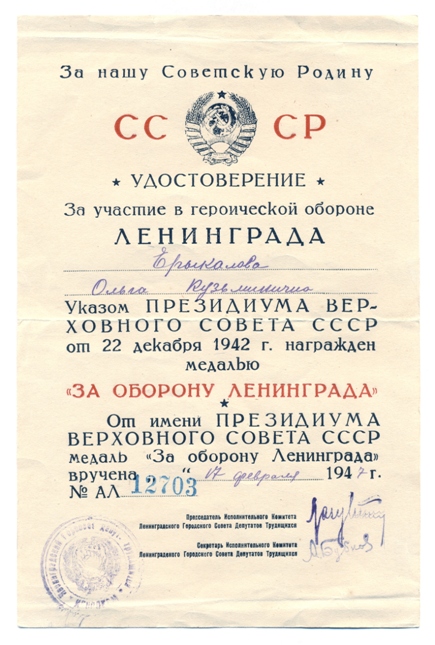 За нашу Советскую Родину
СС СР
★ УДОСТОВЕРЕНИЕ ★
За участие в героической обороне
ЛЕНИНГРАДА
Ерыкалова
Ольга Кузьминична
Указом ПРЕЗИДИУМА ВЕР-
ХОВНОГО СОВЕТА СССР
от 22 декабря 1942 г. награжден
медалью
«ЗА ОБОРОНУ ЛЕНИНГРАДА»
★
От имени ПРЕЗИДИУМА
ВЕРХОВНОГО СОВЕТА СССР
медаль «За оборону Ленинграда»
вручена „ 17 февраля 1947 г.
№ АЛ 12703
Председатель Исполнительного Комитета
Ленинградского Городского Совета Депутатов Трудящихся
Секретарь Исполнительного Комитета
Ленинградского Городского Совета Депутатов Трудящихся